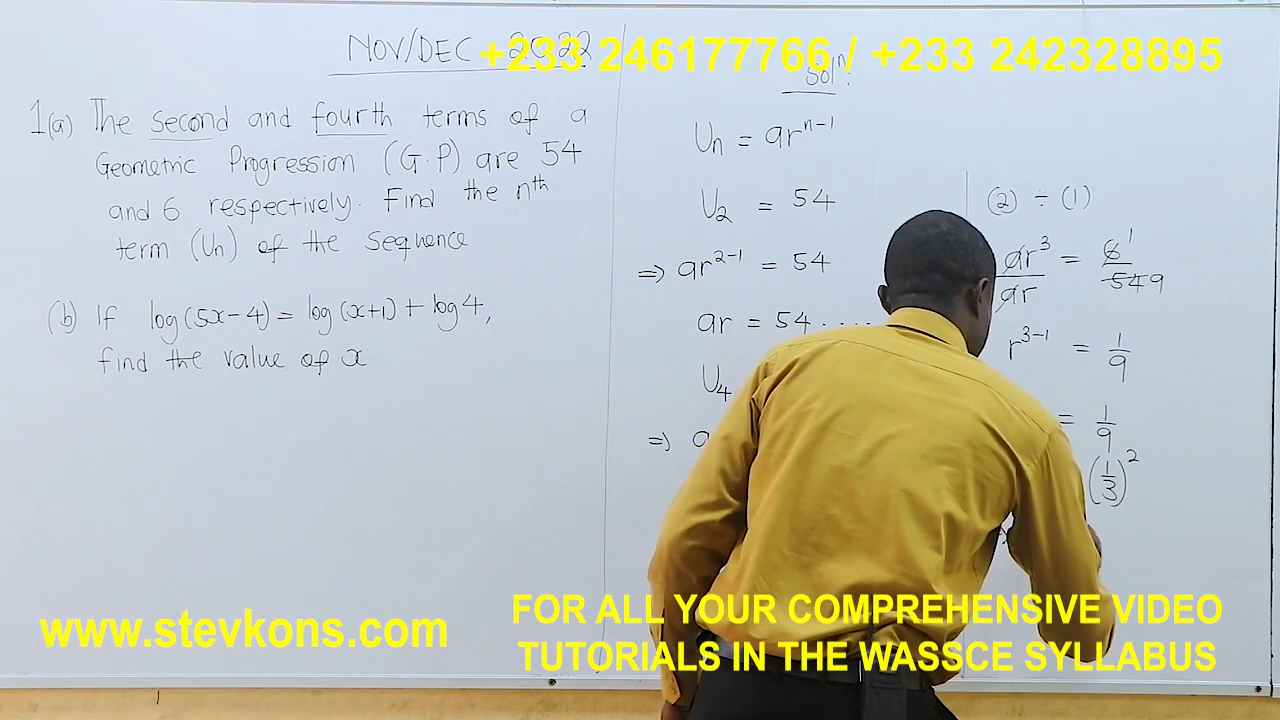 NOV/DEC 2022
+233 246177766 / +233 242328895
1(a) The second and fourth terms of a
Geometric Progression (G.P) are 54
and 6 respectively. Find the nth
term (Un) of the sequence
(b) If log(5x-4) = log(x+1) + log4,
find the value of x.
Soln:
Un = ar^n-1
U2 = 54
=> ar^2-1 = 54
ar = 54 ....
U4
=> a
(2) ÷ (1)
ar^3/ar = 6 1/54 9
r^3-1 = 1/9
= 1/9
(1/3)^2
www.stevkons.com
FOR ALL YOUR COMPREHENSIVE VIDEO
TUTORIALS IN THE WASSCE SYLLABUS